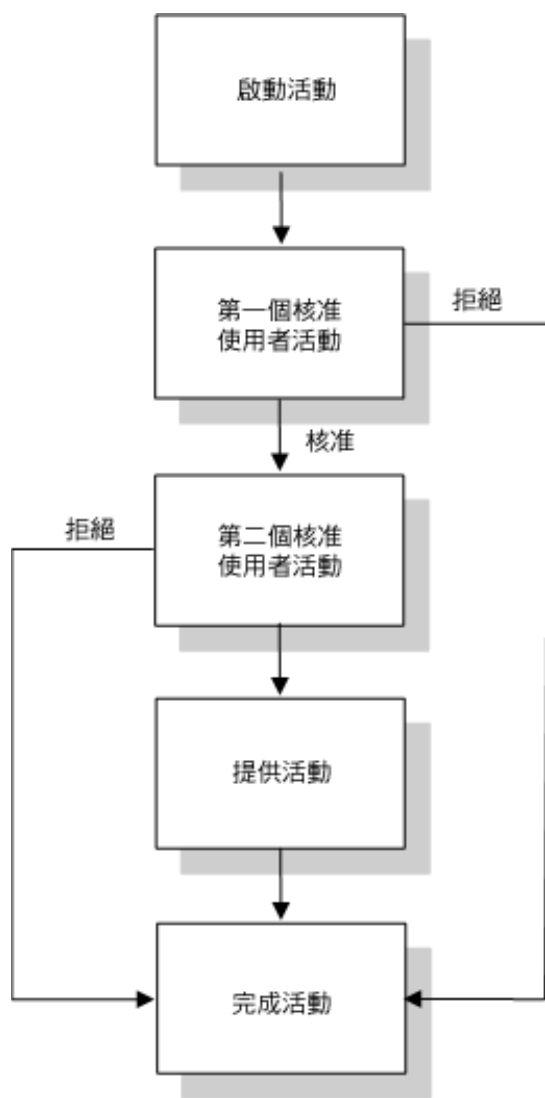 啟動活動
第一個核准
使用者活動
拒絕
核准
拒絕
第二個核准
使用者活動
提供活動
完成活動